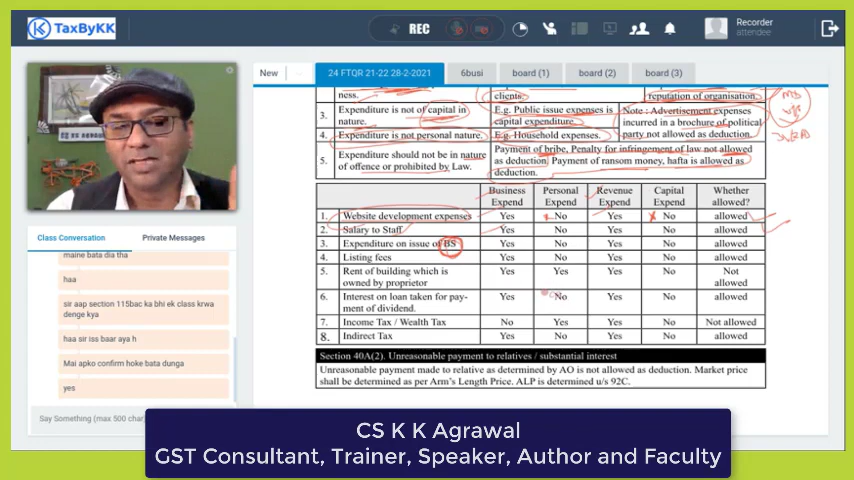 TaxByKK
REC
Recorder
attendee
New
24 FTQR 21-22 28-2-2021
6busi
board (1)
board (2)
board (3)
ness.
clients.
reputation of organisation.
3. Expenditure is not of capital in nature.
E.g. Public issue expenses is capital expenditure.
Note : Advertisement expenses incurred in a brochure of political party not allowed as deduction.
4. Expenditure is not personal nature.
E.g. Household expenses.
5. Expenditure should not be in nature of offence or prohibited by Law.
Payment of bribe, Penalty for infringement of law not allowed as deduction. Payment of ransom money, hafta is allowed as deduction.
Business Expend Personal Expend Revenue Expend Capital Expend Whether allowed?
1. Website development expenses Yes No Yes No allowed
2. Salary to Staff Yes No Yes No allowed
3. Expenditure on issue of BS Yes No Yes No allowed
4. Listing fees Yes No Yes No allowed
5. Rent of building which is owned by proprietor Yes Yes Yes No Not allowed
6. Interest on loan taken for payment of dividend. Yes No Yes No allowed
7. Income Tax / Wealth Tax No Yes Yes No Not allowed
8. Indirect Tax Yes No Yes No allowed
Section 40A(2). Unreasonable payment to relatives / substantial interest
Unreasonable payment made to relative as determined by AO is not allowed as deduction. Market price
shall be determined as per Arm's Length Price. ALP is determined u/s 92C.
Class Conversation
Private Messages
maine bata dia tha
haa
sir aap section 115bac ka bhi ek class krwa
denge kya
haa sir iss baar aya h
Mai apko confirm hoke bata dunga
yes
Say Something (max 500 char
CS K K Agrawal
GST Consultant, Trainer, Speaker, Author and Faculty